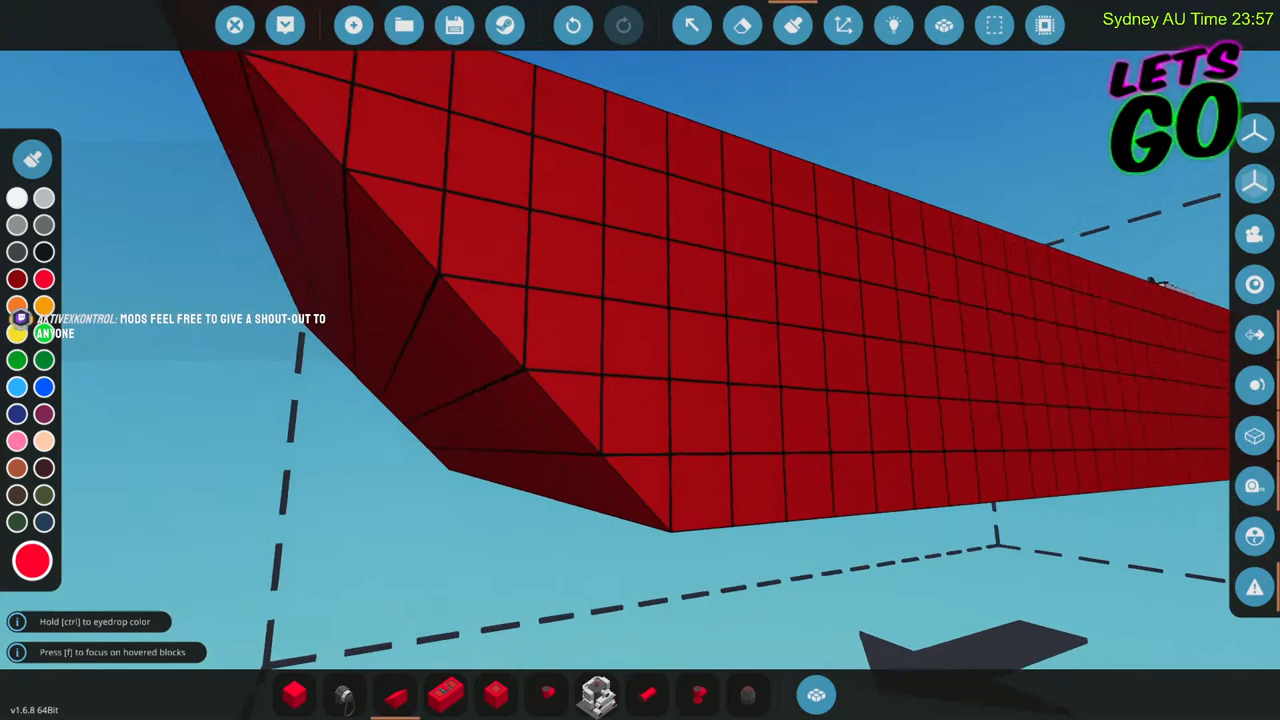 Sydney AU Time 23:57
LETS
GO
AKTIVEXKONTROL: MODS FEEL FREE TO GIVE A SHOUT-OUT TO
ANYONE
Hold [ctrl] to eyedrop color
Press [f] to focus on hovered blocks
v1.6.8 64Bit